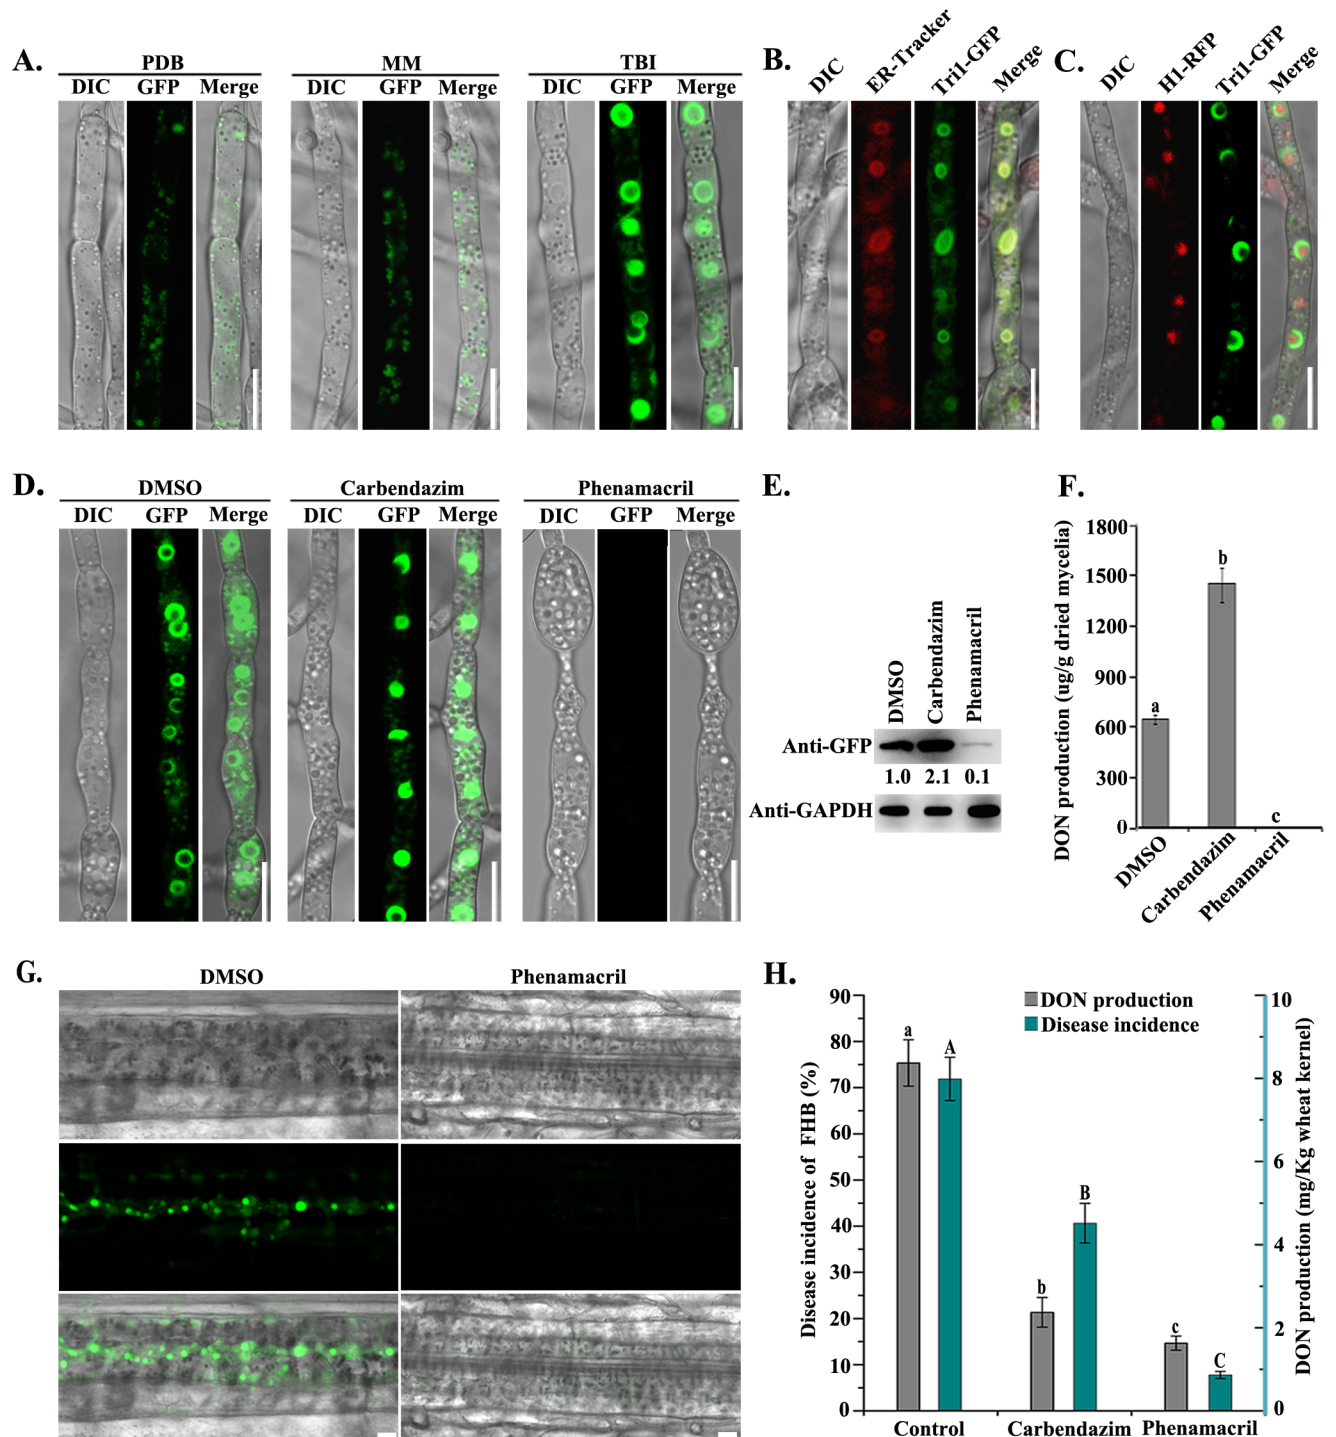 A.
PDB
MM
TBI
DIC GFP Merge
DIC GFP Merge
DIC GFP Merge
B.
DIC
ER-Tracker
Tri1-GFP
Merge
C.
DIC
H1-RFP
Tri1-GFP
Merge
D.
DMSO
Carbendazim
Phenamacril
DIC GFP Merge
DIC GFP Merge
DIC GFP Merge
E.
DMSO
Carbendazim
Phenamacril
Anti-GFP
1.0 2.1 0.1
Anti-GAPDH
F.
DON production (ug/g dried mycelia)
1800
1500
1200
900
600
300
0
a
b
c
DMSO
Carbendazim
Phenamacril
G.
DMSO
Phenamacril
H.
DON production
Disease incidence
Disease incidence of FHB (%)
90
80
70
60
50
40
30
20
10
0
a
A
b
B
c
C
Control
Carbendazim
Phenamacril
10
8
6
4
2
0
DON production (mg/Kg wheat kernel)